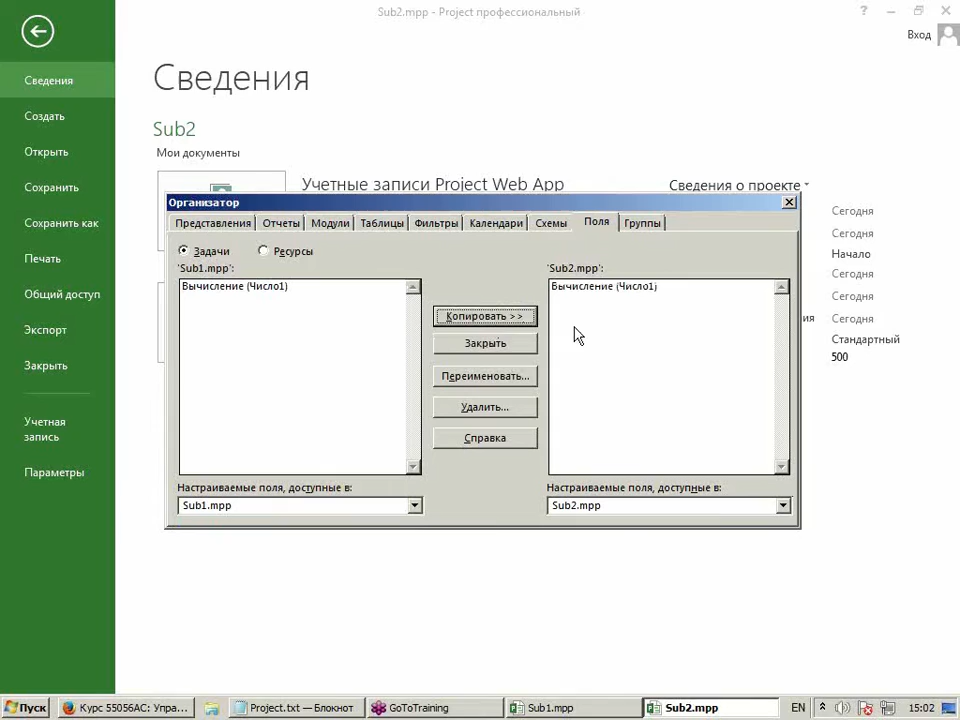 Sub2.mpp - Project профессиональный
Вход
Сведения
Создать
Открыть
Сохранить
Сохранить как
Печать
Общий доступ
Экспорт
Закрыть
Учетная
запись
Параметры
Сведения
Sub2
Мои документы
Учетные записи Project Web App
Сведения о проекте
Сегодня
Сегодня
Начало
Сегодня
Сегодня
ия Сегодня
Стандартный
500
Организатор
Представления Отчеты Модули Таблицы Фильтры Календари Схемы Поля Группы
Задачи Ресурсы
'Sub1.mpp': 'Sub2.mpp':
Вычисление (Число1) Вычисление (Число1)
Копировать >>
Закрыть
Переименовать...
Удалить...
Справка
Настраиваемые поля, доступные в: Настраиваемые поля, доступные в:
Sub1.mpp Sub2.mpp
Пуск Курс 55056AC: Упра... Project.txt — Блокнот GoToTraining Sub1.mpp Sub2.mpp EN 15:02